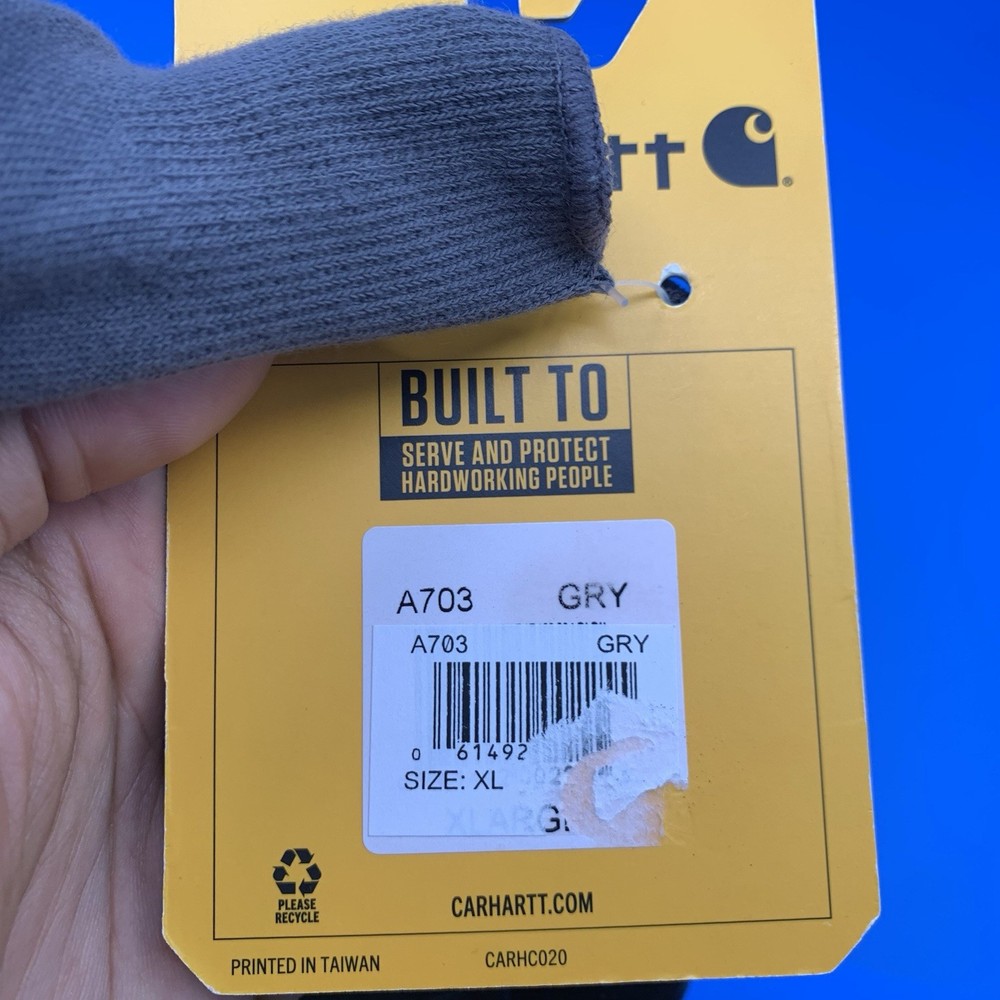 tt
BUILT TO
SERVE AND PROTECT
HARDWORKING PEOPLE
A703 GRY
A703 GRY
0 61492
SIZE: XL
XLARG
PLEASE
RECYCLE
CARHARTT.COM
PRINTED IN TAIWAN CARHC020